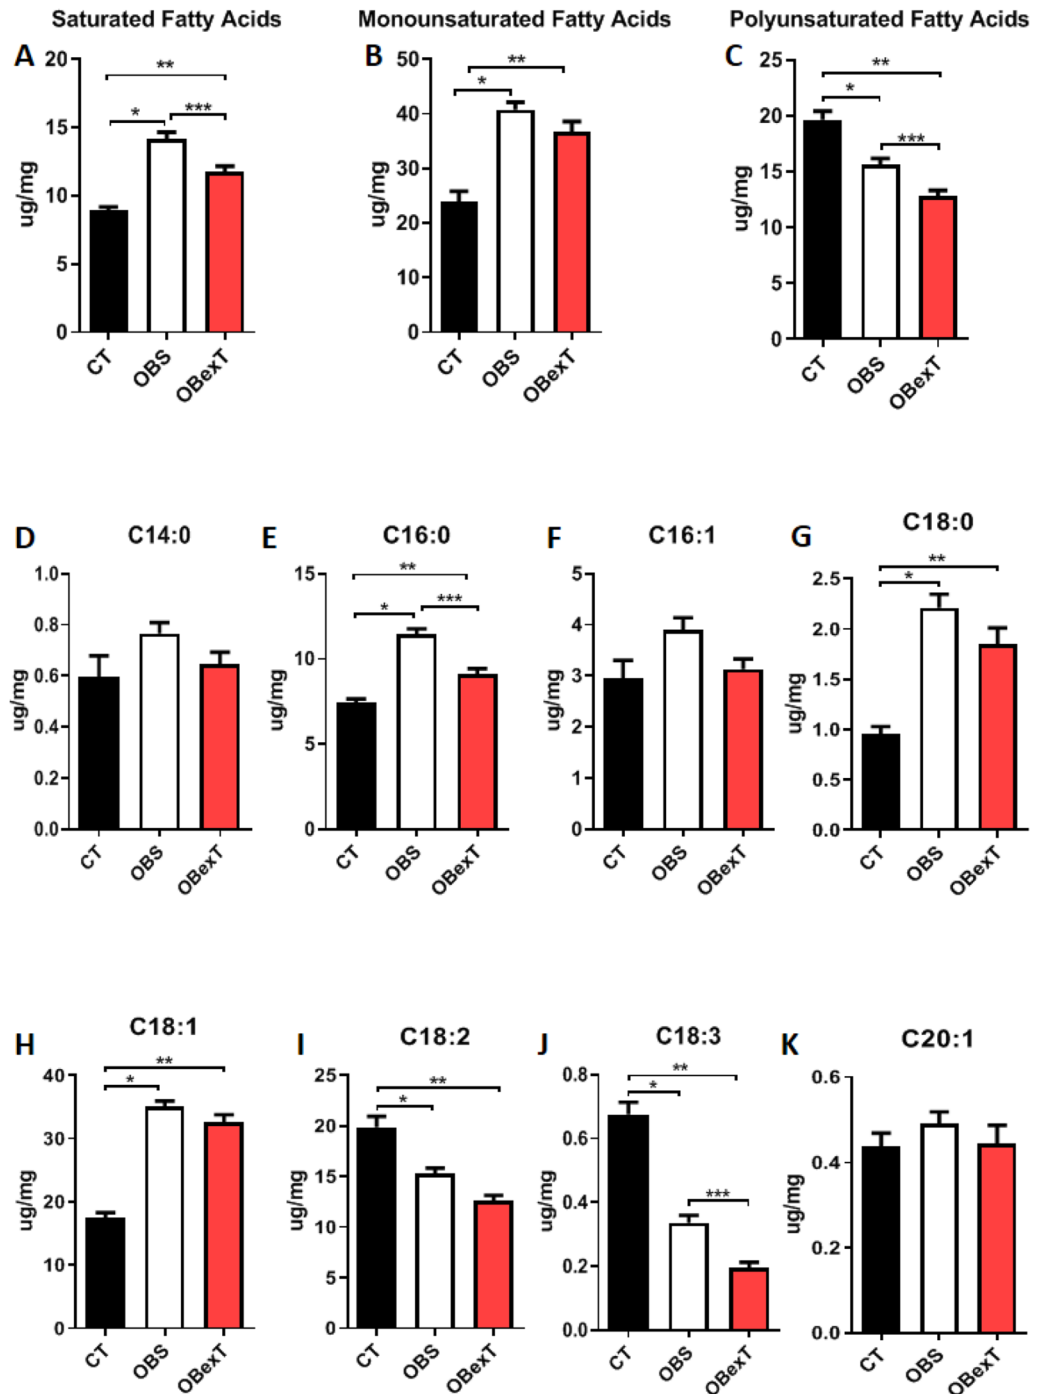 Saturated Fatty Acids
Monounsaturated Fatty Acids
Polyunsaturated Fatty Acids
A
20
15
10
5
0
ug/mg
**
*
***
CT
OBS
OBexT
B
50
40
30
20
10
0
ug/mg
**
*
CT
OBS
OBexT
C
25
20
15
10
5
0
ug/mg
**
*
***
CT
OBS
OBexT
D
C14:0
1.0
0.8
0.6
0.4
0.2
0.0
ug/mg
CT
OBS
OBexT
E
C16:0
15
10
5
0
ug/mg
**
*
***
CT
OBS
OBexT
F
C16:1
5
4
3
2
1
0
ug/mg
CT
OBS
OBexT
G
C18:0
2.5
2.0
1.5
1.0
0.5
0.0
ug/mg
**
*
CT
OBS
OBexT
H
C18:1
40
30
20
10
0
ug/mg
**
*
CT
OBS
OBexT
I
C18:2
25
20
15
10
5
0
ug/mg
**
*
CT
OBS
OBexT
J
C18:3
0.8
0.6
0.4
0.2
0.0
ug/mg
**
*
***
CT
OBS
OBexT
K
C20:1
0.6
0.4
0.2
0.0
ug/mg
CT
OBS
OBexT